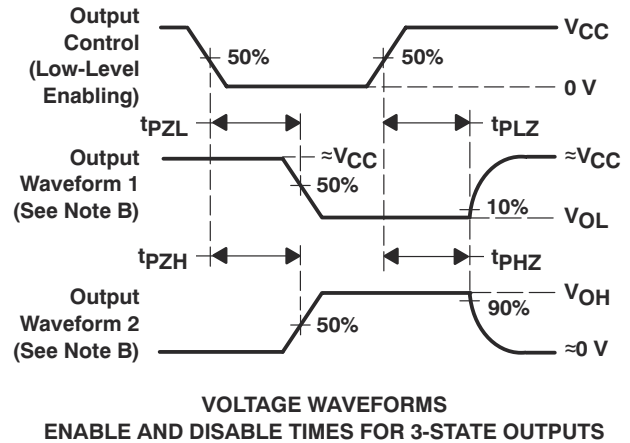 Output
Control
(Low-Level
Enabling)
50%
50%
VCC
0 V
tPZL
tPLZ
Output
Waveform 1
(See Note B)
≈VCC
50%
≈VCC
10%
VOL
tPZH
tPHZ
Output
Waveform 2
(See Note B)
50%
VOH
90%
≈0 V
VOLTAGE WAVEFORMS
ENABLE AND DISABLE TIMES FOR 3-STATE OUTPUTS